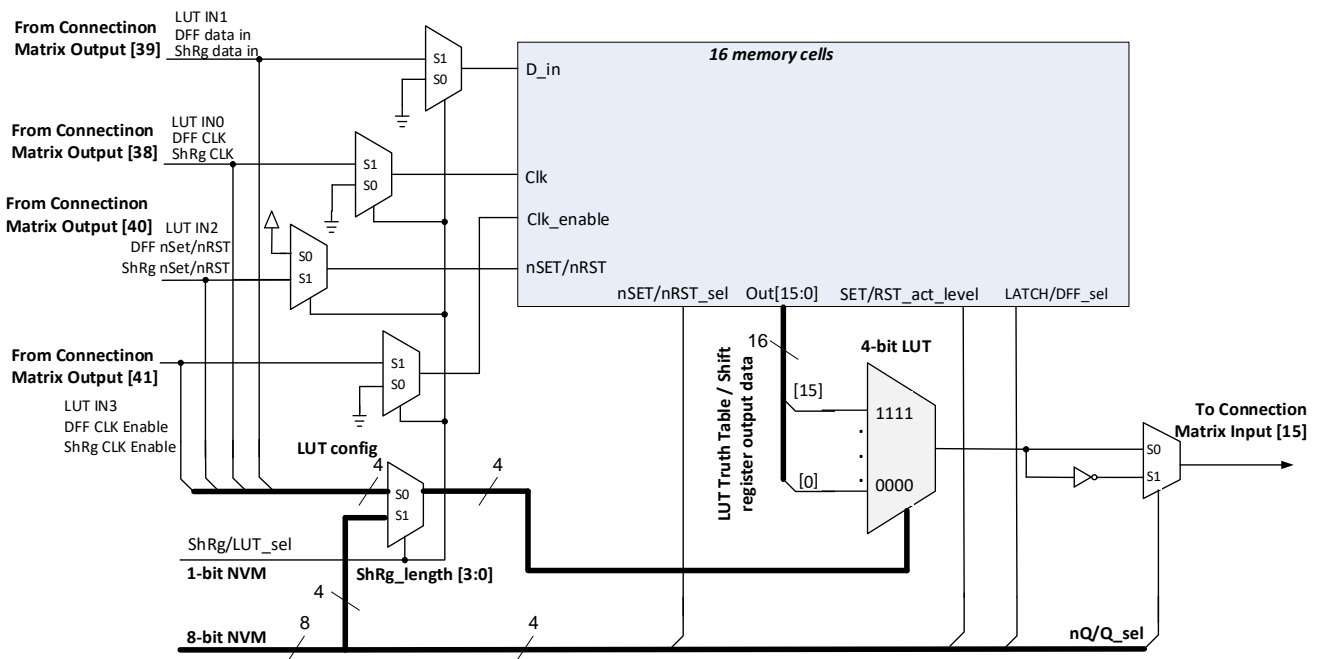 From Connectinon
Matrix Output [39]
LUT IN1
DFF data in
ShRg data in
S1
S0
16 memory cells
D_in
From Connectinon
Matrix Output [38]
LUT IN0
DFF CLK
ShRg CLK
S1
S0
Clk
Clk_enable
From Connectinon
Matrix Output [40]
LUT IN2
DFF nSet/nRST
ShRg nSet/nRST
S0
S1
nSET/nRST
nSET/nRST_sel
Out[15:0]
SET/RST_act_level
LATCH/DFF_sel
From Connectinon
Matrix Output [41]
LUT IN3
DFF CLK Enable
ShRg CLK Enable
S1
S0
16
LUT Truth Table / Shift
register output data
4-bit LUT
[15]
1111
[0]
0000
To Connection
Matrix Input [15]
S0
S1
LUT config
4
4
S0
S1
ShRg/LUT_sel
1-bit NVM
ShRg_length [3:0]
4
8-bit NVM
8
4
nQ/Q_sel